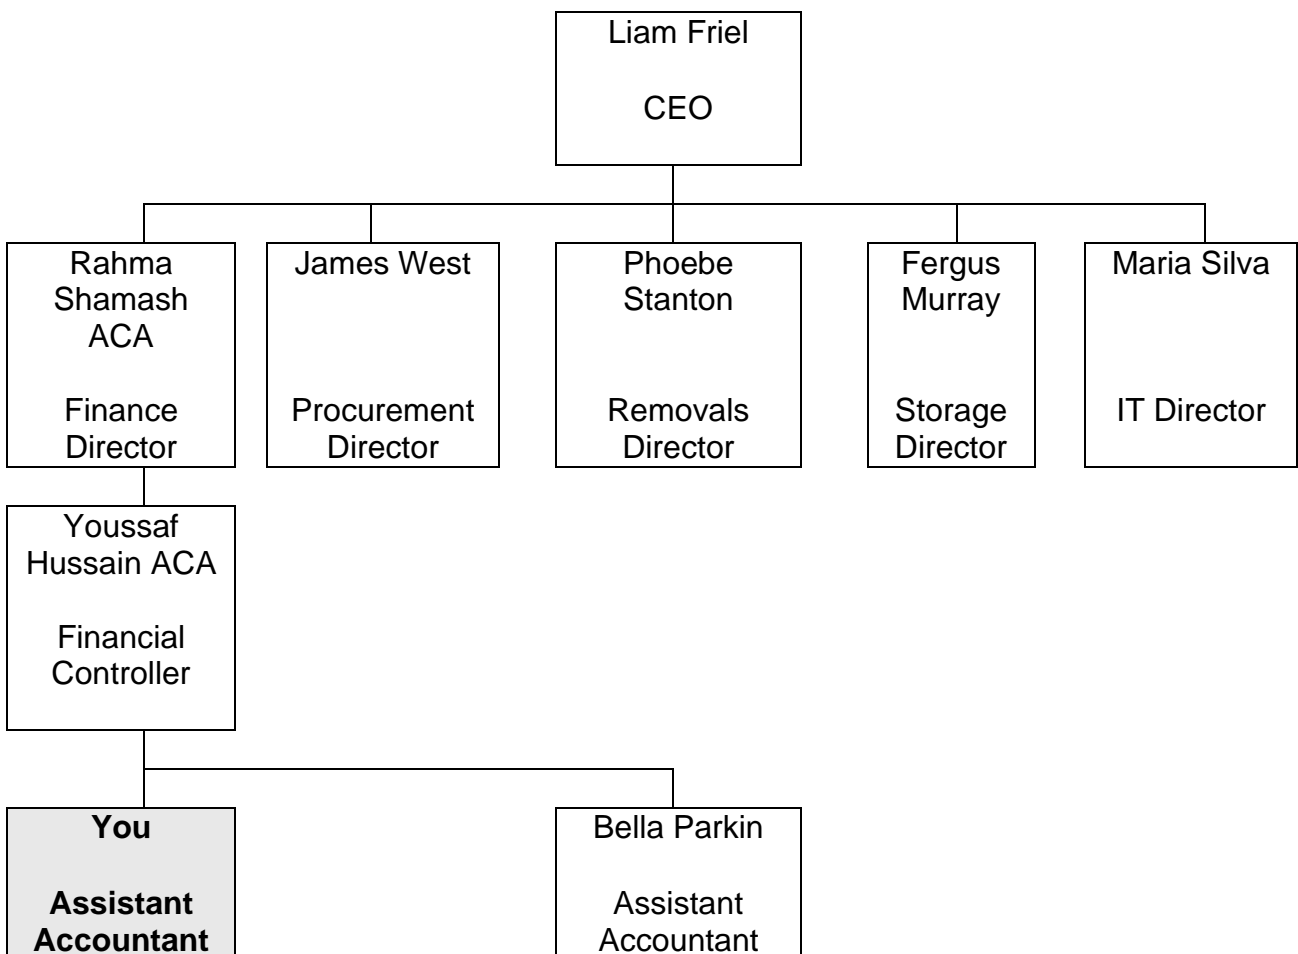 Liam Friel
CEO
Rahma
Shamash
ACA
Finance
Director
James West
Procurement
Director
Phoebe
Stanton
Removals
Director
Fergus
Murray
Storage
Director
Maria Silva
IT Director
Youssaf
Hussain ACA
Financial
Controller
You
Assistant
Accountant
Bella Parkin
Assistant
Accountant